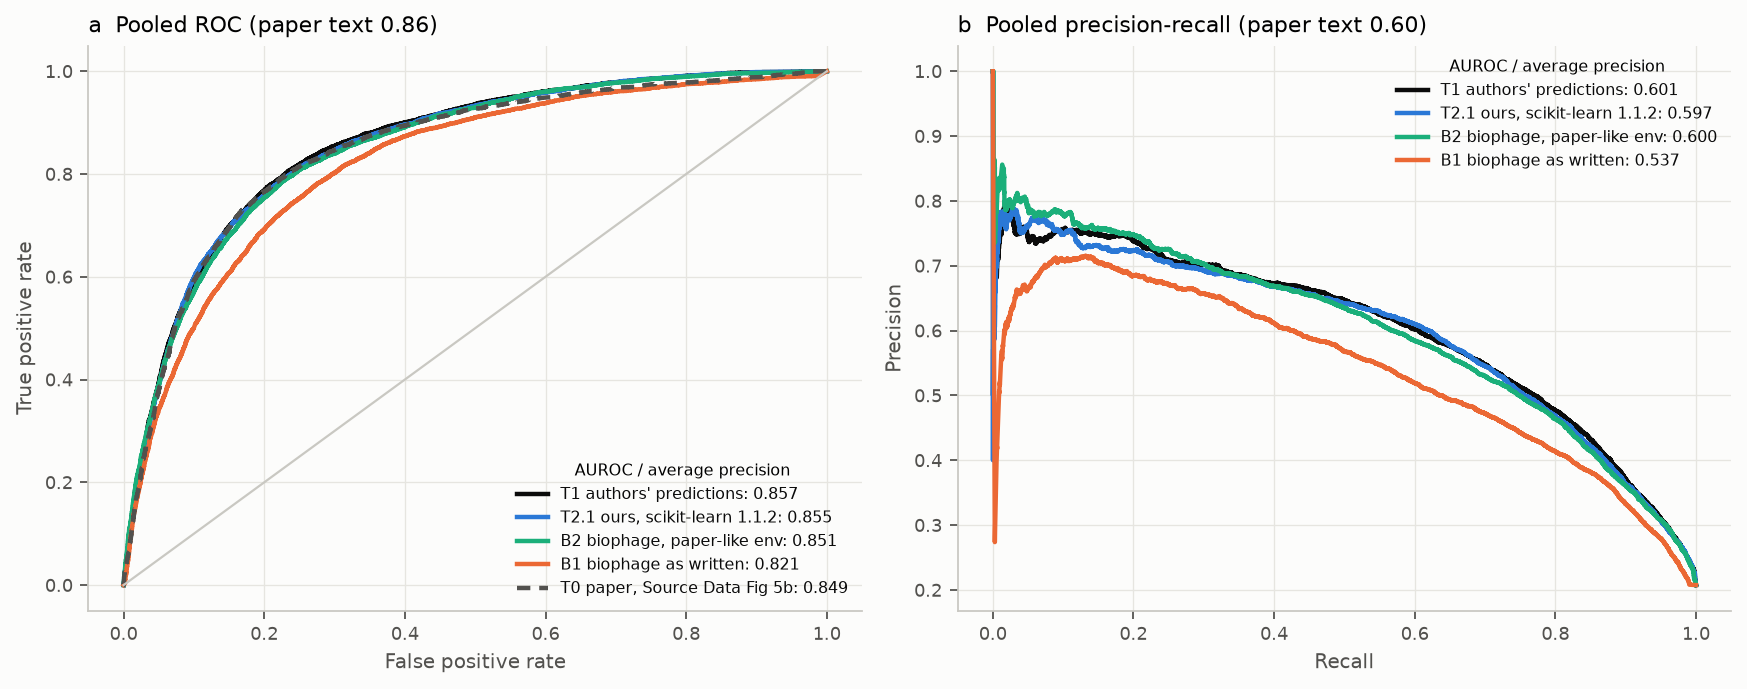 a  Pooled ROC (paper text 0.86)
True positive rate
1.0
0.8
0.6
0.4
0.2
0.0
AUROC / average precision
T1 authors' predictions: 0.857
T2.1 ours, scikit-learn 1.1.2: 0.855
B2 biophage, paper-like env: 0.851
B1 biophage as written: 0.821
T0 paper, Source Data Fig 5b: 0.849
0.0 0.2 0.4 0.6 0.8 1.0
False positive rate
b  Pooled precision-recall (paper text 0.60)
Precision
1.0
0.9
0.8
0.7
0.6
0.5
0.4
0.3
0.2
AUROC / average precision
T1 authors' predictions: 0.601
T2.1 ours, scikit-learn 1.1.2: 0.597
B2 biophage, paper-like env: 0.600
B1 biophage as written: 0.537
0.0 0.2 0.4 0.6 0.8 1.0
Recall